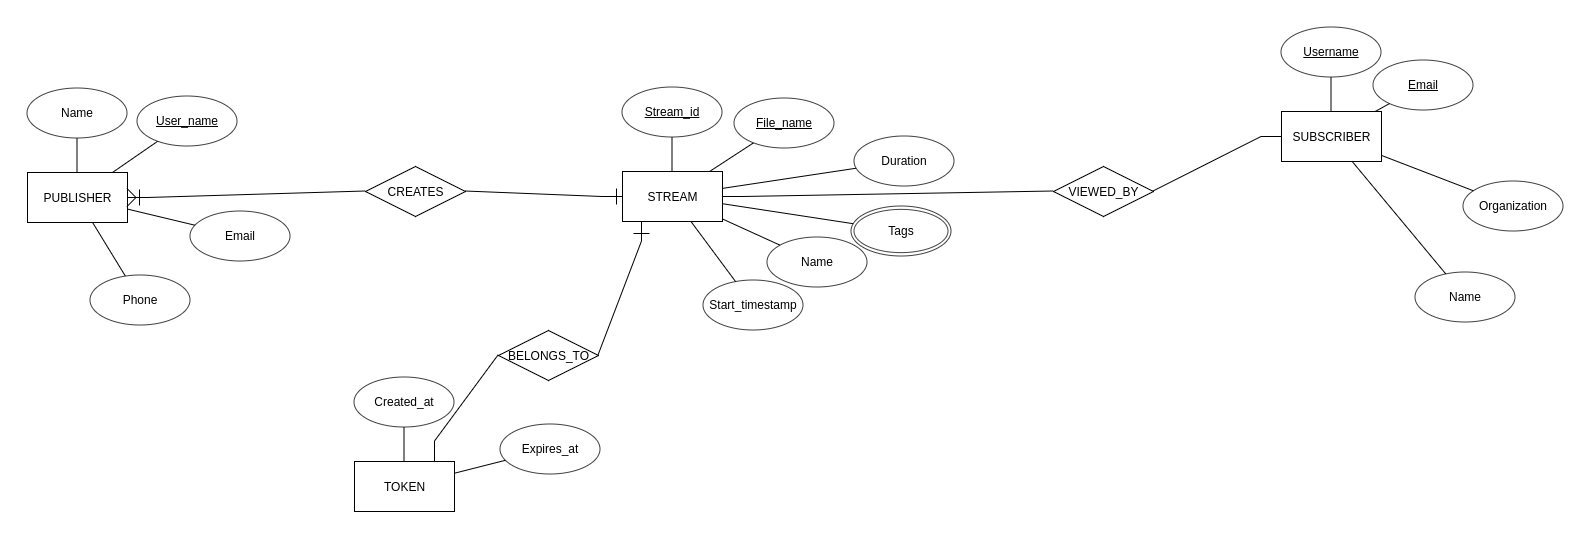 Username
Email
Name
User_name
Stream_id
File_name
SUBSCRIBER
Duration
PUBLISHER
CREATES
STREAM
VIEWED_BY
Organization
Email
Tags
Name
Phone
Start_timestamp
Name
BELONGS_TO
Created_at
Expires_at
TOKEN